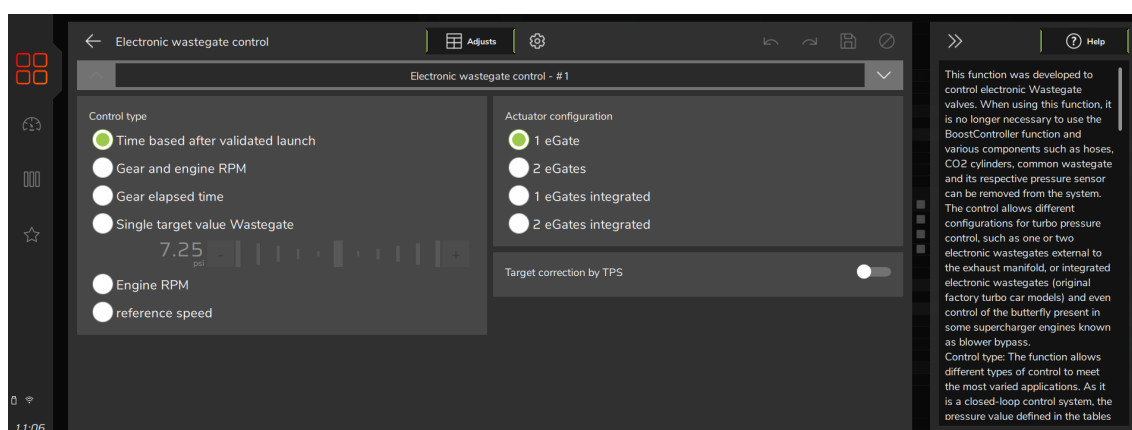 Electronic wastegate control
Adjusts
Help
Electronic wastegate control - #1
Control type
Time based after validated launch
Gear and engine RPM
Gear elapsed time
Single target value Wastegate
7.25
psi
- +
Engine RPM
reference speed
Actuator configuration
1 eGate
2 eGates
1 eGates integrated
2 eGates integrated
Target correction by TPS
This function was developed to
control electronic Wastegate
valves. When using this function, it
is no longer necessary to use the
BoostController function and
various components such as hoses,
CO2 cylinders, common wastegate
and its respective pressure sensor
can be removed from the system.
The control allows different
configurations for turbo pressure
control, such as one or two
electronic wastegates external to
the exhaust manifold, or integrated
electronic wastegates (original
factory turbo car models) and even
control of the butterfly present in
some supercharger engines known
as blower bypass.
Control type: The function allows
different types of control to meet
the most varied applications. As it
is a closed-loop control system, the
pressure value defined in the tables
11:06